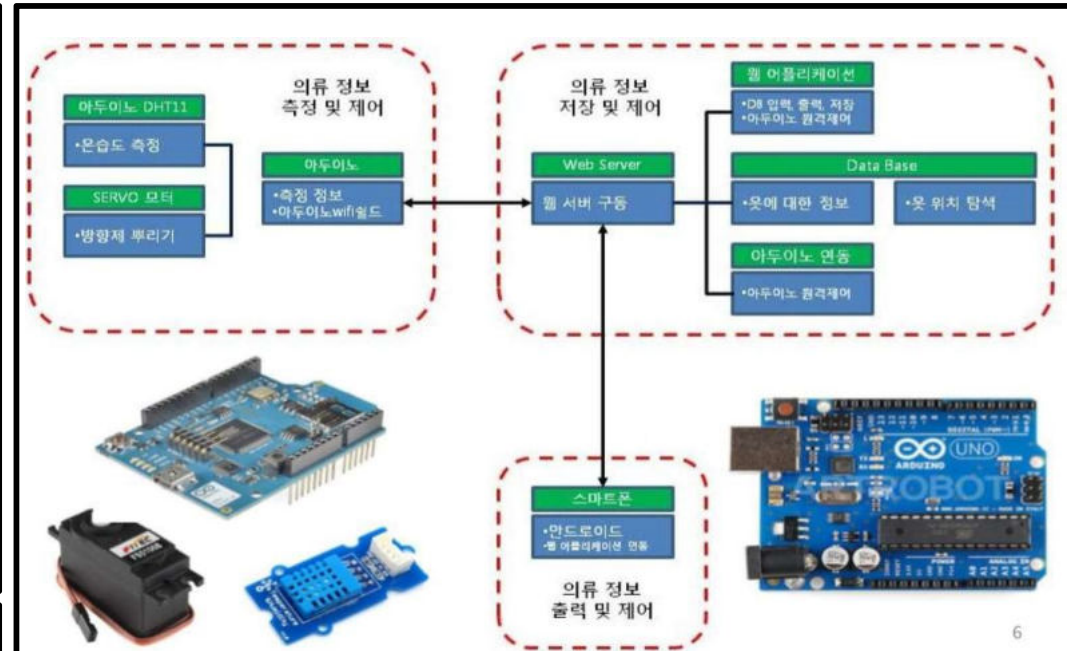 의류 정보
측정 및 제어
아두이노 DHT11
•온습도 측정
SERVO 모터
•방향제 뿌리기
아두이노
•측정 정보
•아두이노wifi쉴드
의류 정보
저장 및 제어
Web Server
웹 서버 구동
웹 어플리케이션
•DB 입력, 출력, 저장
•아두이노 원격제어
Data Base
•옷에 대한 정보
•옷 위치 탐색
아두이노 연동
•아두이노 원격제어
스마트폰
•안드로이드
•웹 어플리케이션 연동
의류 정보
출력 및 제어
UNO
ARDUINO
POWER
ANALOG IN
6